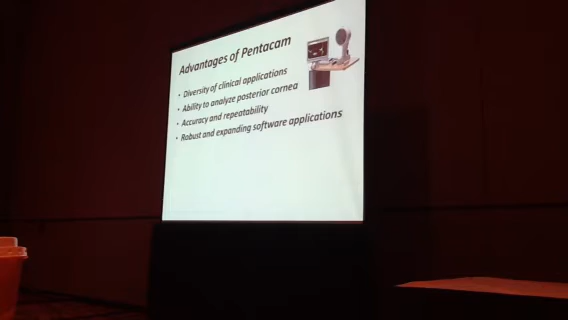 Advantages of Pentacam
• Diversity of clinical applications
• Ability to analyze posterior cornea
• Accuracy and repeatability
• Robust and expanding software applications